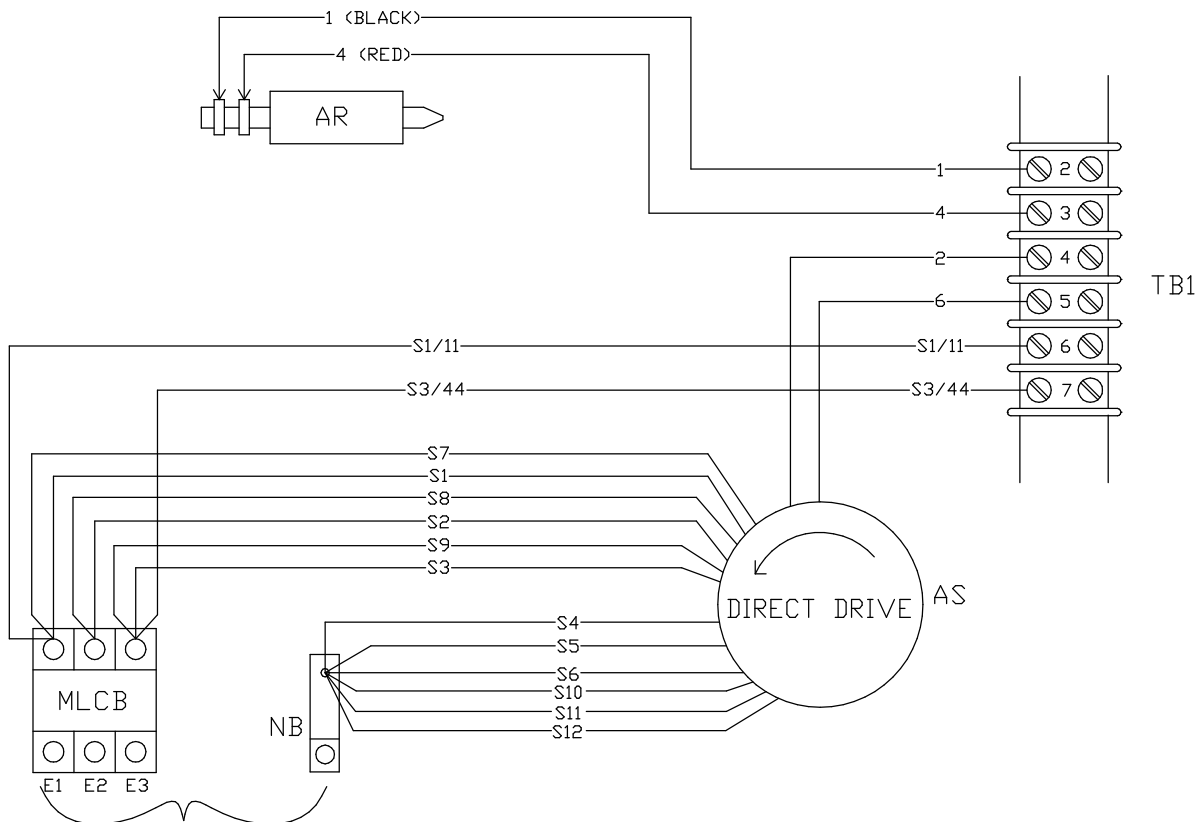 1 (BLACK)
4 (RED)
AR
1
2
4
3
2
4
TB1
6
5
S1/11
S1/11
6
S3/44
S3/44
7
S7
S1
S8
S2
S9
S3
DIRECT DRIVE
AS
S4
S5
S6
S10
S11
S12
MLCB
NB
E1
E2
E3